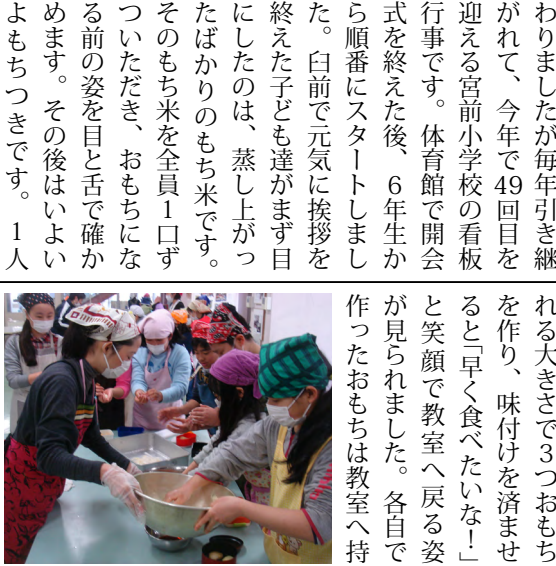 わりましたが毎年引き継
がれて、今年で49回目を
迎える宮前小学校の看板
行事です。体育館で開会
式を終えた後、６年生か
ら順番にスタートしまし
た。臼前で元気に挨拶を
終えた子ども達がまず目
にしたのは、蒸し上がっ
たばかりのもち米です。
そのもち米を全員１口ず
ついただき、おもちにな
る前の姿を目と舌で確か
めます。その後はいよい
よもちつきです。１人
れる大きさで３つおもち
を作り、味付けを済ませ
ると「早く食べたいな！」
と笑顔で教室へ戻る姿
が見られました。各自で
作ったおもちは教室へ持